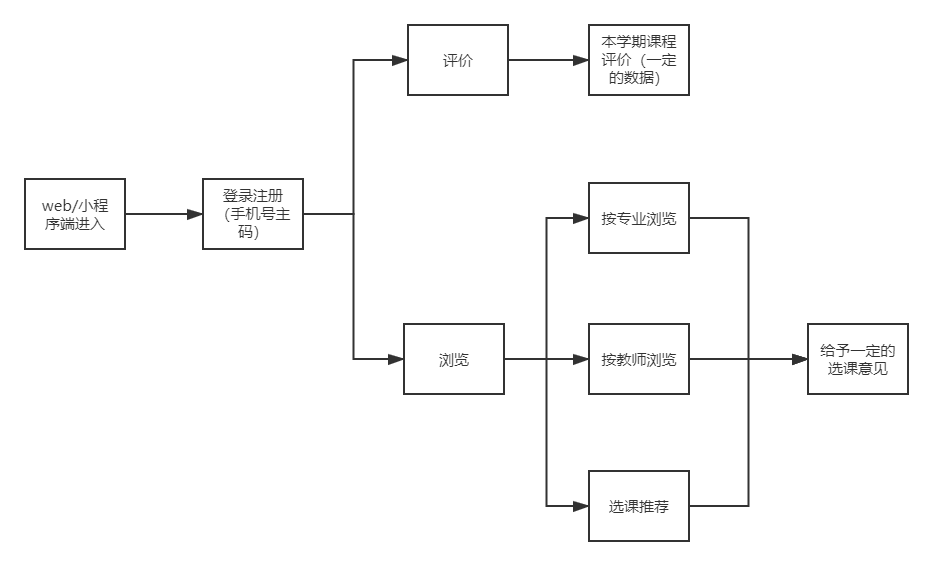 评价
本学期课程
评价（一定
的数据）
web/小程
序端进入
登录注册
（手机号主
码）
按专业浏览
浏览
按教师浏览
给予一定的
选课意见
选课推荐